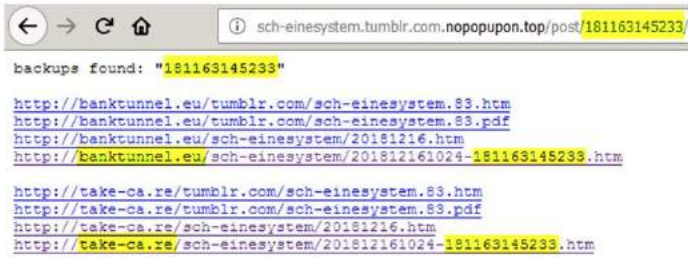 sch-einesystem.tumblr.com.nopopupon.top/post/181163145233/
backups found: "181163145233"
http://banktunnel.eu/tumblr.com/sch-einesystem.83.htm
http://banktunnel.eu/tumblr.com/sch-einesystem.83.pdf
http://banktunnel.eu/sch-einesystem/20181216.htm
http://banktunnel.eu/sch-einesystem/201812161024-181163145233.htm
http://take-ca.re/tumblr.com/sch-einesystem.83.htm
http://take-ca.re/tumblr.com/sch-einesystem.83.pdf
http://take-ca.re/sch-einesystem/20181216.htm
http://take-ca.re/sch-einesystem/201812161024-181163145233.htm